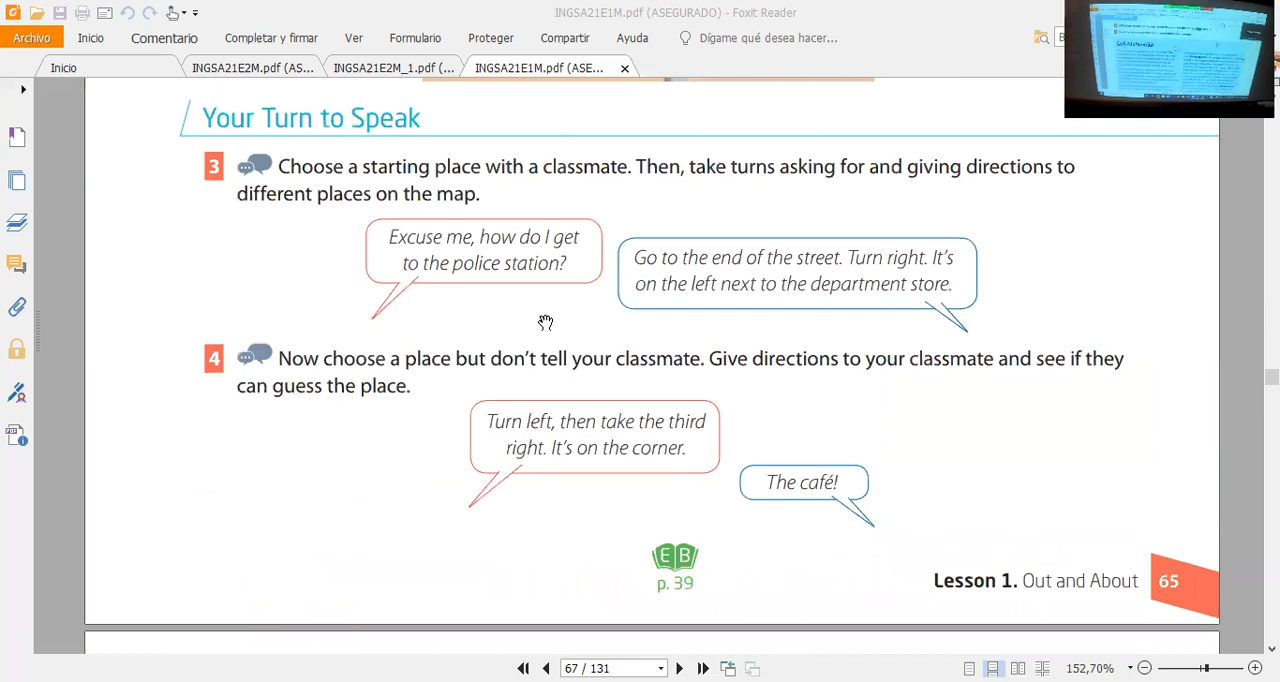 INGSA21E1M.pdf (ASEGURADO) - Foxit Reader
Archivo Inicio Comentario Completar y firmar Ver Formulario Proteger Compartir Ayuda Dígame qué desea hacer...
Inicio INGSA21E2M.pdf (AS... INGSA21E2M_1.pdf (... INGSA21E1M.pdf (ASE...
Your Turn to Speak
3 Choose a starting place with a classmate. Then, take turns asking for and giving directions to
different places on the map.
Excuse me, how do I get
to the police station?
Go to the end of the street. Turn right. It's
on the left next to the department store.
4 Now choose a place but don't tell your classmate. Give directions to your classmate and see if they
can guess the place.
Turn left, then take the third
right. It's on the corner.
The café!
E B
p. 39
Lesson 1. Out and About 65
67 / 131
152,70%